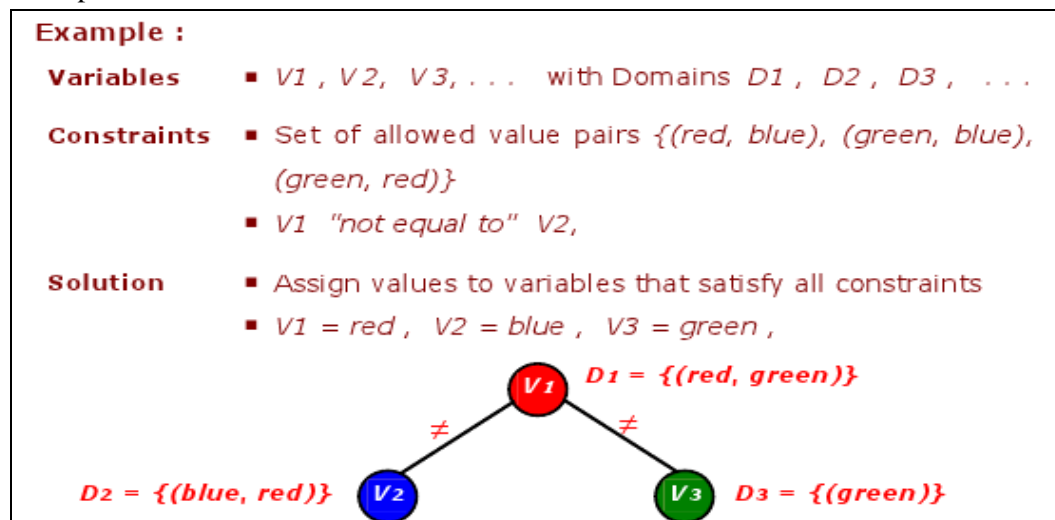 Example :
Variables ▪ V1 , V2, V3, . . . with Domains D1 , D2 , D3 , . . .
Constraints ▪ Set of allowed value pairs {(red, blue), (green, blue),
(green, red)}
▪ V1 "not equal to" V2,
Solution ▪ Assign values to variables that satisfy all constraints
▪ V1 = red , V2 = blue , V3 = green ,
V1 D1 = {(red, green)}
≠ ≠
D2 = {(blue, red)} V2 V3 D3 = {(green)}